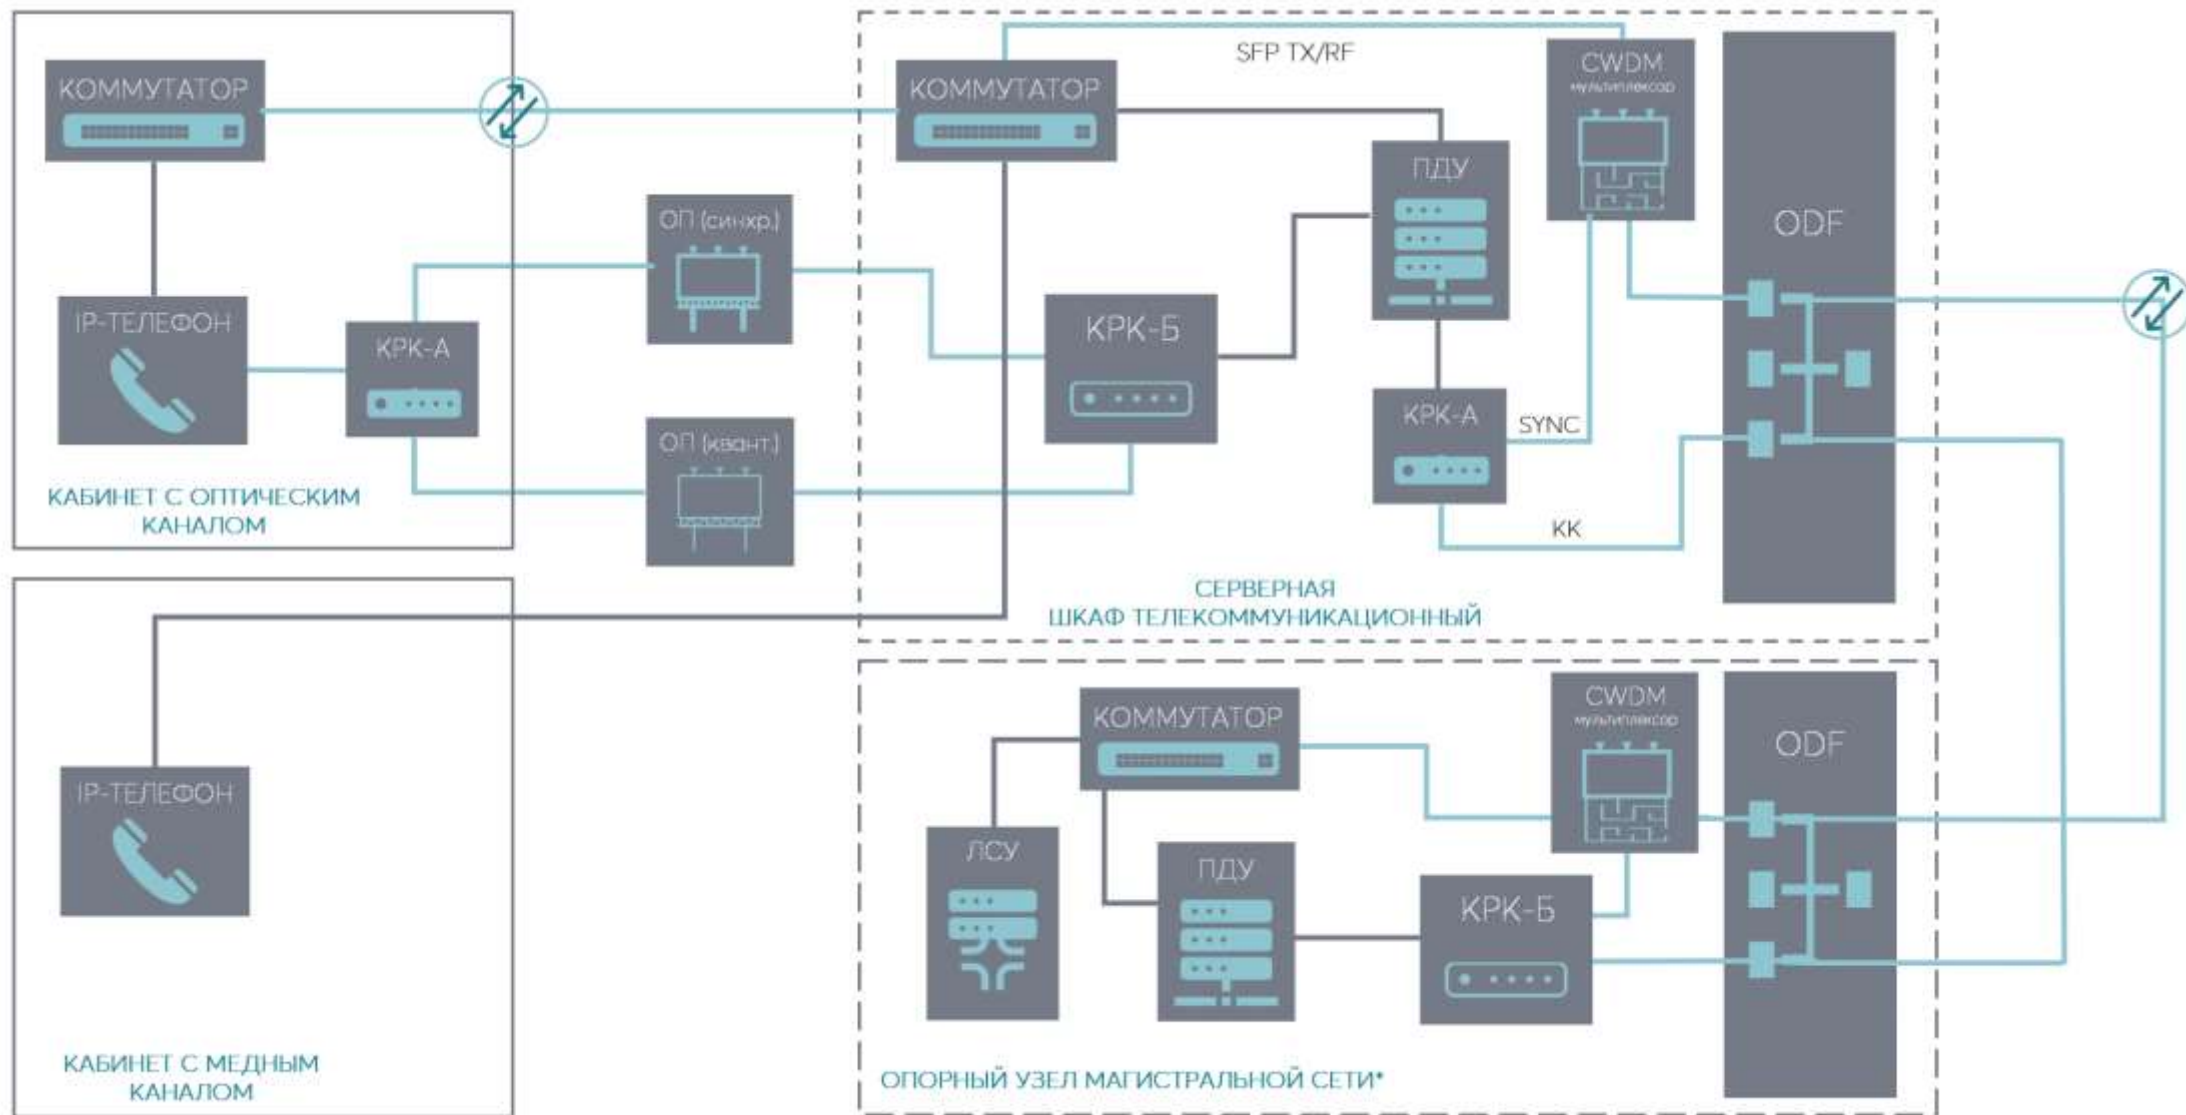 КОММУТАТОР
IP-ТЕЛЕФОН
КРК-А
КАБИНЕТ С ОПТИЧЕСКИМ
КАНАЛОМ
ОП (синхр.)
ОП (квант.)
SFP TX/RF
КОММУТАТОР
CWDM
мультиплексор
ПДУ
ODF
КРК-Б
КРК-А
SYNC
КК
СЕРВЕРНАЯ
ШКАФ ТЕЛЕКОММУНИКАЦИОННЫЙ
IP-ТЕЛЕФОН
КАБИНЕТ С МЕДНЫМ
КАНАЛОМ
КОММУТАТОР
CWDM
мультиплексор
ODF
ЛСУ
ПДУ
КРК-Б
ОПОРНЫЙ УЗЕЛ МАГИСТРАЛЬНОЙ СЕТИ*